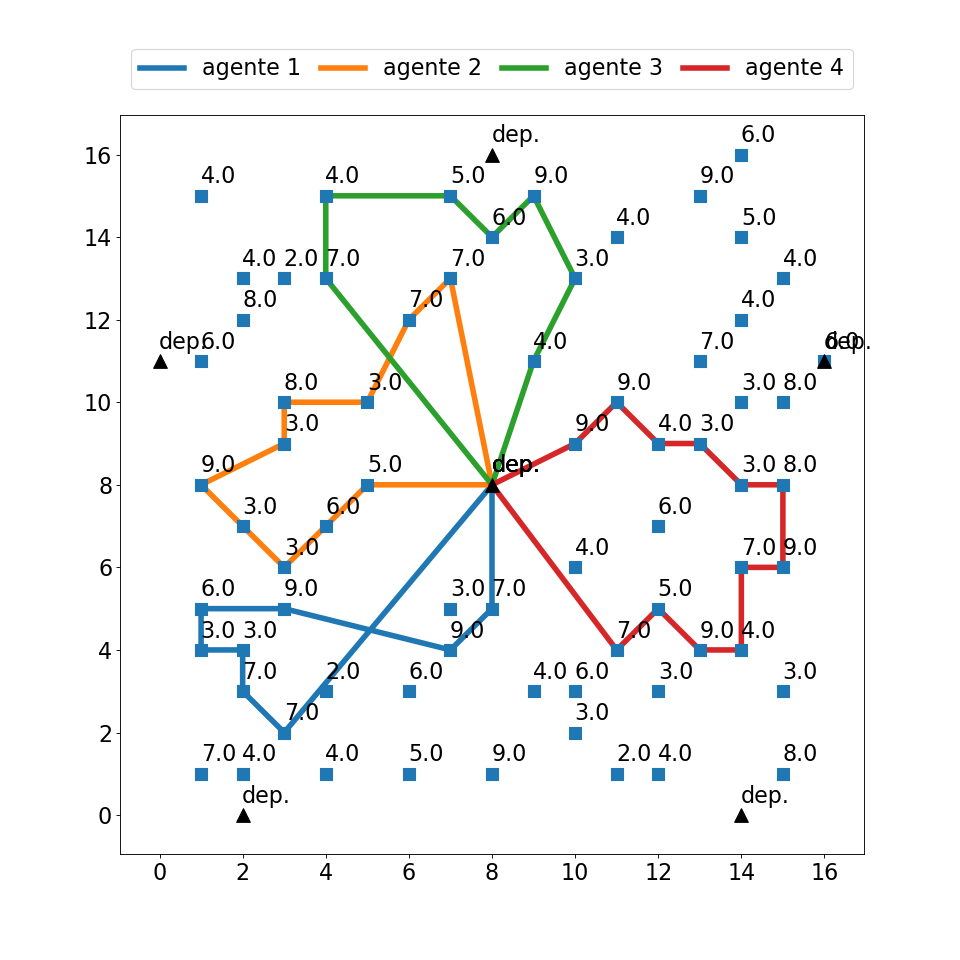 agente 1 agente 2 agente 3 agente 4
dep. 6.0
16
4.0 4.0 5.0 9.0 9.0
14 6.0 4.0 5.0
4.0 2.0 7.0 7.0 3.0 4.0
12 8.0 7.0 4.0
dep. 6.0 4.0 7.0 6.0 dep.
10 8.0 3.0 9.0 3.0 8.0
3.0 9.0 4.0 3.0
8 9.0 5.0 dep. 3.0 8.0
3.0 6.0 6.0
6 3.0 4.0 7.0 9.0
6.0 9.0 3.0 7.0 5.0
4 3.0 3.0 9.0 7.0 9.0 4.0
7.0 2.0 6.0 4.0 6.0 3.0 3.0
2 7.0 3.0
7.0 4.0 4.0 5.0 9.0 2.0 4.0 8.0
0 dep. dep.
0 2 4 6 8 10 12 14 16